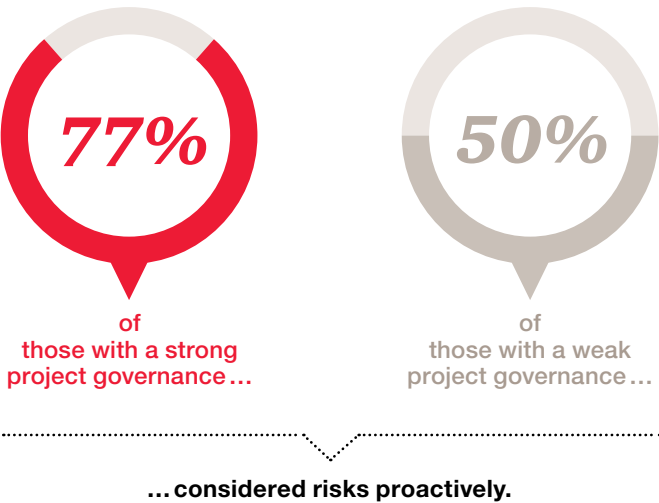 77%
of
those with a strong
project governance...
50%
of
those with a weak
project governance...
...considered risks proactively.